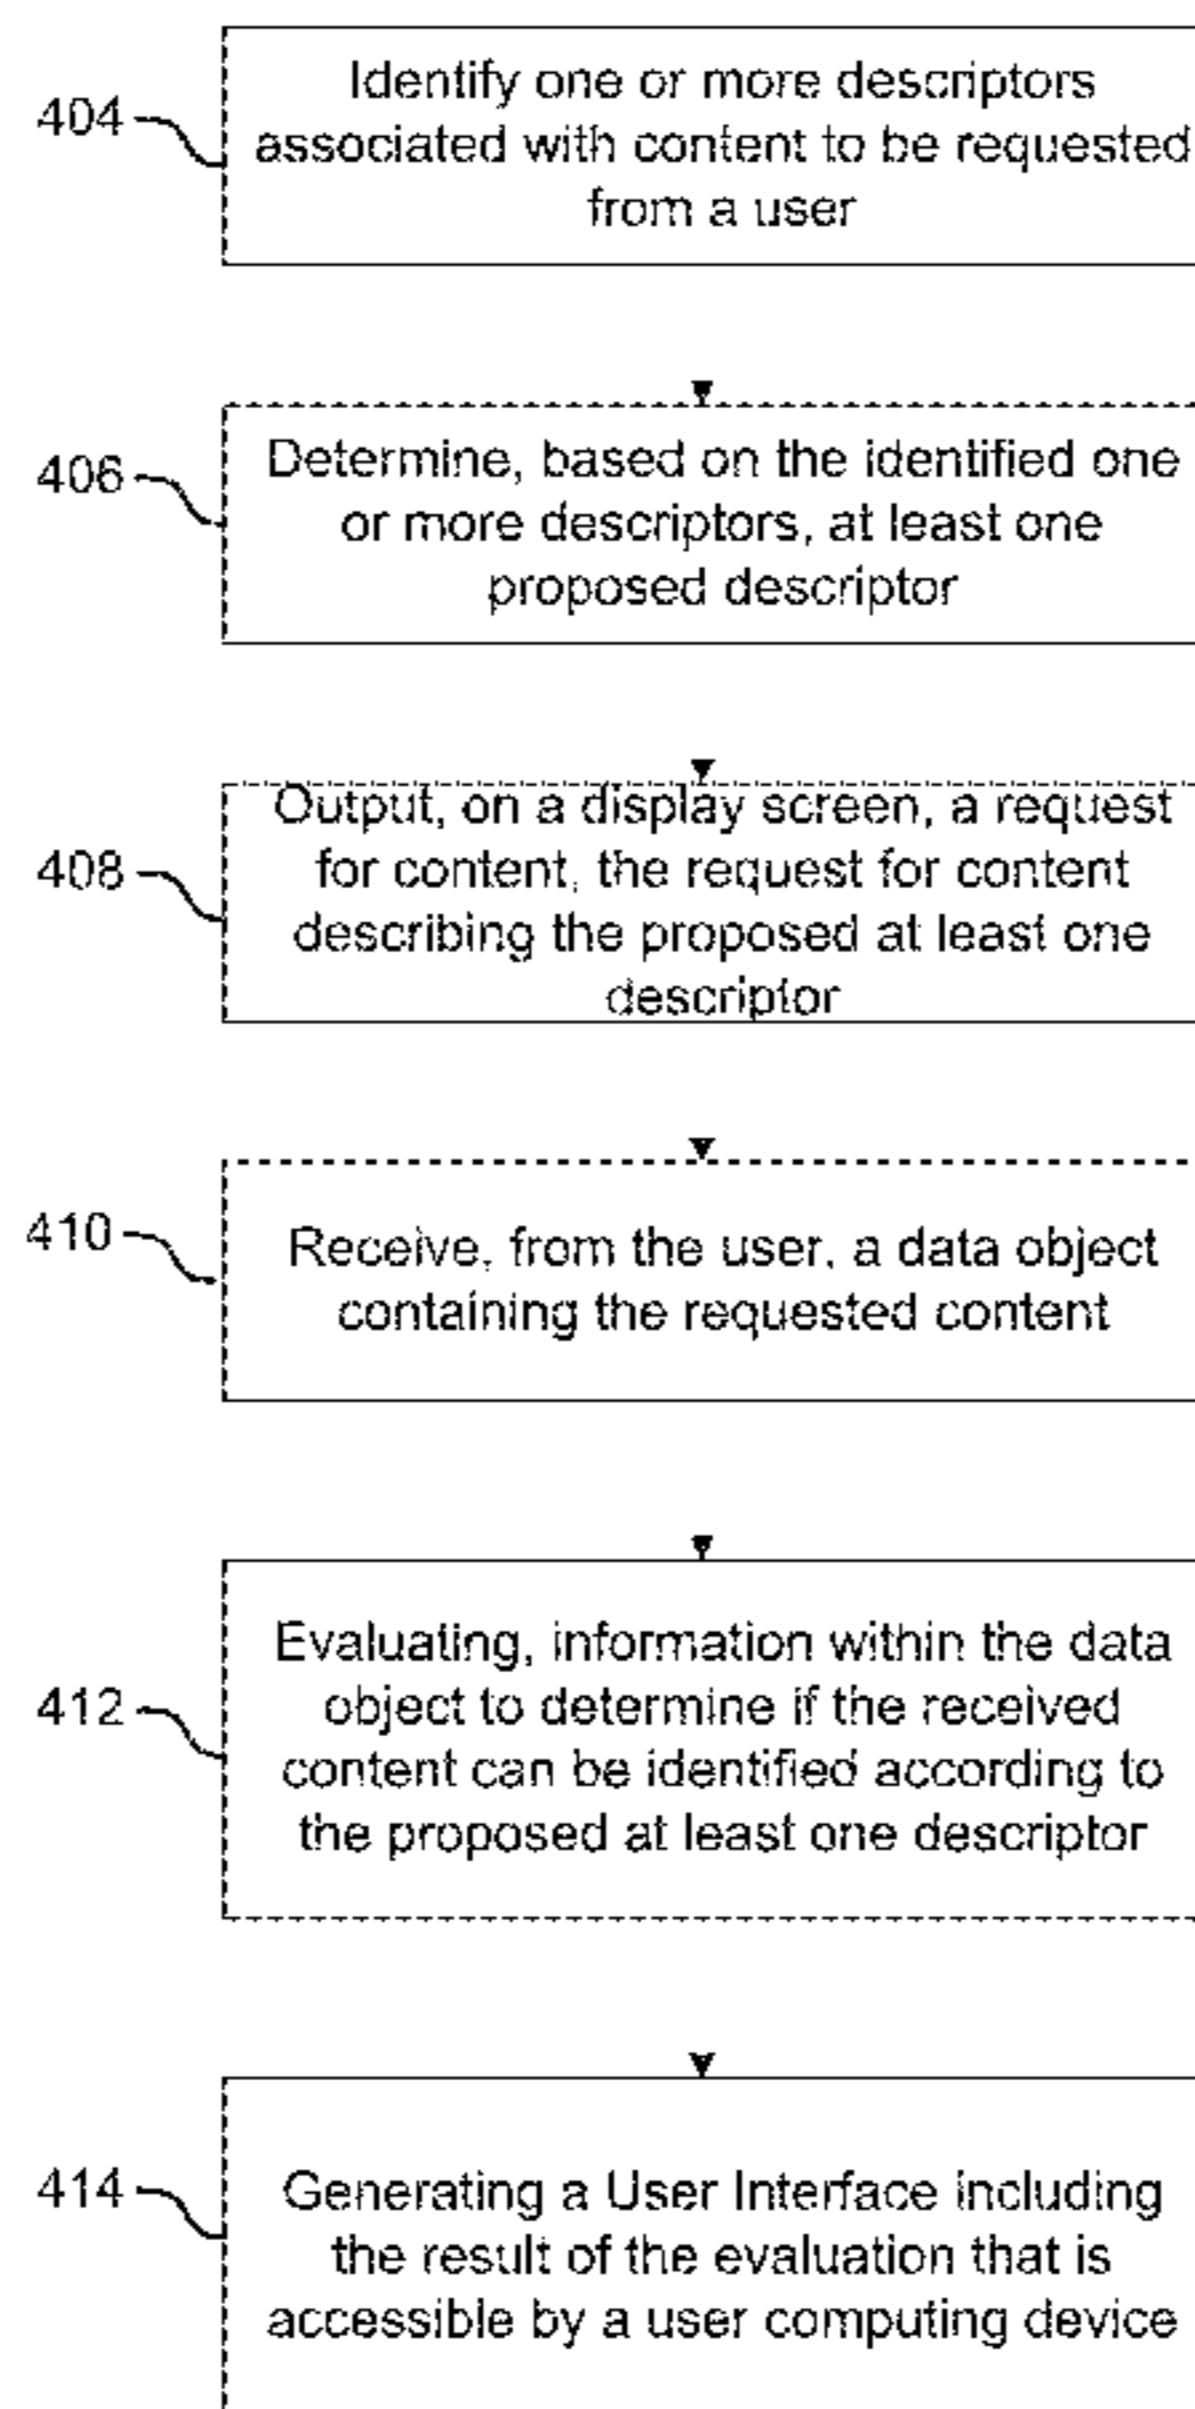 404
Identify one or more descriptors
associated with content to be requested
from a user
406
Determine, based on the identified one
or more descriptors, at least one
proposed descriptor
408
Output, on a display screen, a request
for content, the request for content
describing the proposed at least one
descriptor
410
Receive, from the user, a data object
containing the requested content
412
Evaluating, information within the data
object to determine if the received
content can be identified according to
the proposed at least one descriptor
414
Generating a User Interface including
the result of the evaluation that is
accessible by a user computing device